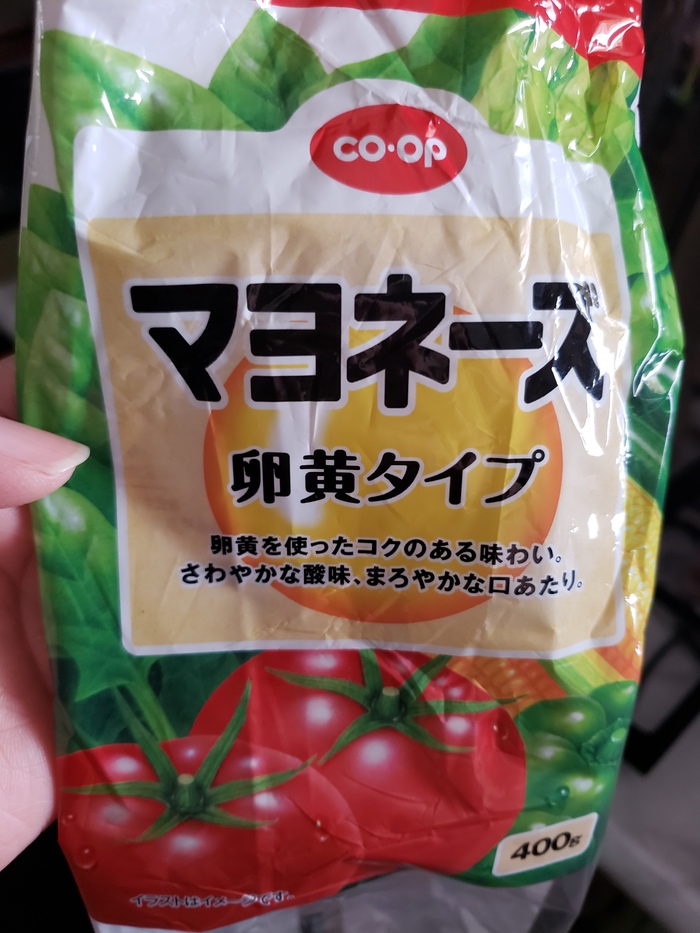 CO·OP
マヨネーズ
卵黄タイプ
卵黄を使ったコクのある味わい。
さわやかな酸味、まろやかな口あたり。
400g
イラストはイメージです。